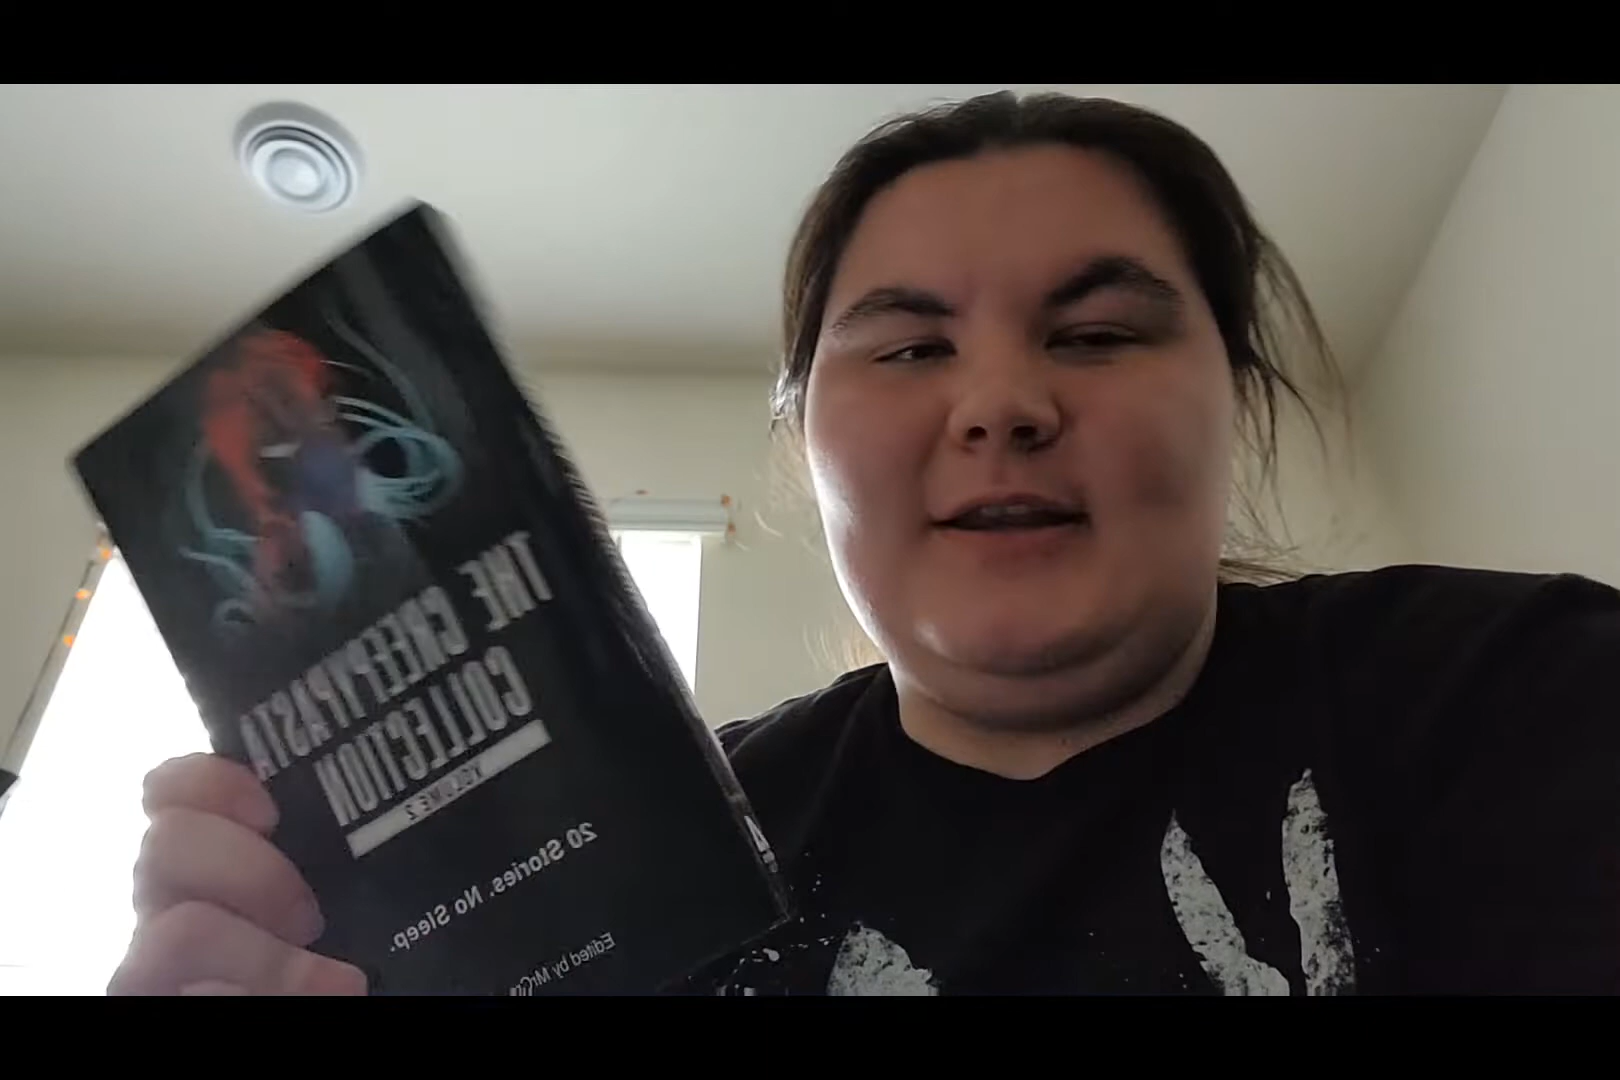 THE CREEPYPASTA
COLLECTION
VOLUME 2
20 Stories. No Sleep.
Edited by